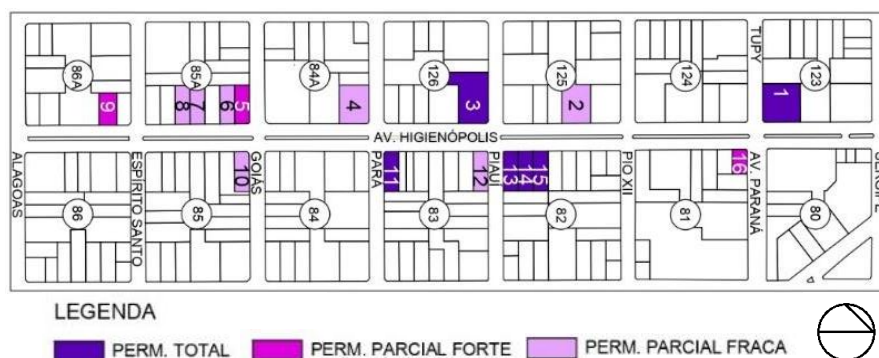 86A
85A
84A
126
125
124
TUPY
123
9
8
7
6
5
4
3
2
1
AV. HIGIENÓPOLIS
ALAGOAS
ESPÍRITO SANTO
GOIÁS
PARÁ
PIAUÍ
PIO XII
AV. PARANÁ
SERGIPE
10
11
12
13
14
15
16
86
85
84
83
82
81
80
LEGENDA
PERM. TOTAL
PERM. PARCIAL FORTE
PERM. PARCIAL FRACA